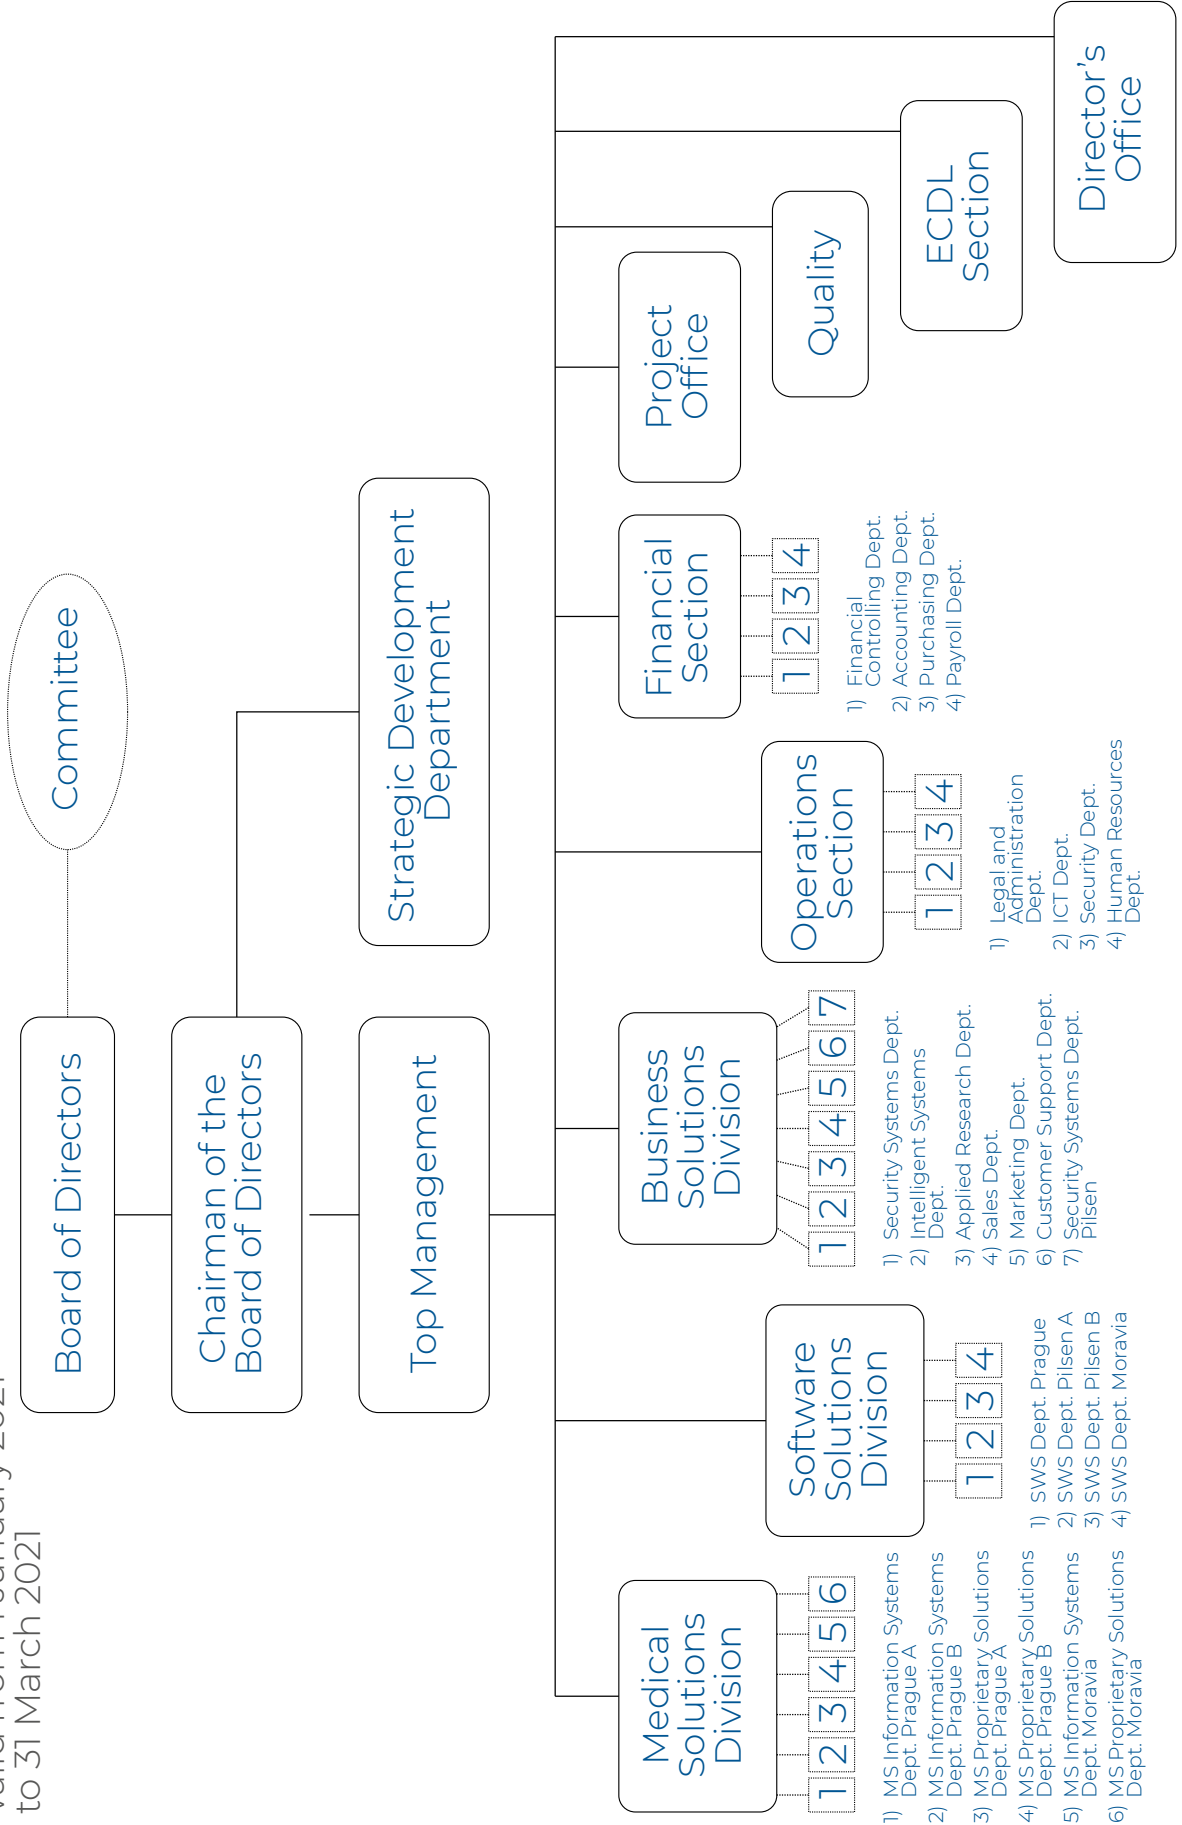 to 31 March 2021
Board of Directors
Committee
Chairman of the
Board of Directors
Top Management
Strategic Development
Department
Medical
Solutions
Division
1 2 3 4 5 6
1) MS Information Systems
Dept. Prague A
2) MS Information Systems
Dept. Prague B
3) MS Proprietary Solutions
Dept. Prague A
4) MS Proprietary Solutions
Dept. Prague B
5) MS Information Systems
Dept. Moravia
6) MS Proprietary Solutions
Dept. Moravia
Software
Solutions
Division
1 2 3 4
1) SWS Dept. Prague
2) SWS Dept. Pilsen A
3) SWS Dept. Pilsen B
4) SWS Dept. Moravia
Business
Solutions
Division
1 2 3 4 5 6 7
1) Security Systems Dept.
2) Intelligent Systems
Dept.
3) Applied Research Dept.
4) Sales Dept.
5) Marketing Dept.
6) Customer Support Dept.
7) Security Systems Dept.
Pilsen
Operations
Section
1 2 3 4
1) Legal and
Administration
Dept.
2) ICT Dept.
3) Security Dept.
4) Human Resources
Dept.
Financial
Section
1 2 3 4
1) Financial
Controlling Dept.
2) Accounting Dept.
3) Purchasing Dept.
4) Payroll Dept.
Project
Office
Quality
ECDL
Section
Director's
Office